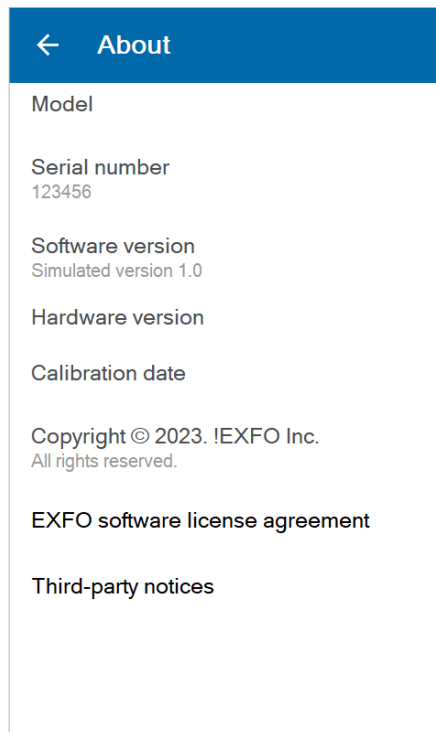 About
Model
Serial number
123456
Software version
Simulated version 1.0
Hardware version
Calibration date
Copyright © 2023. !EXFO Inc.
All rights reserved.
EXFO software license agreement
Third-party notices